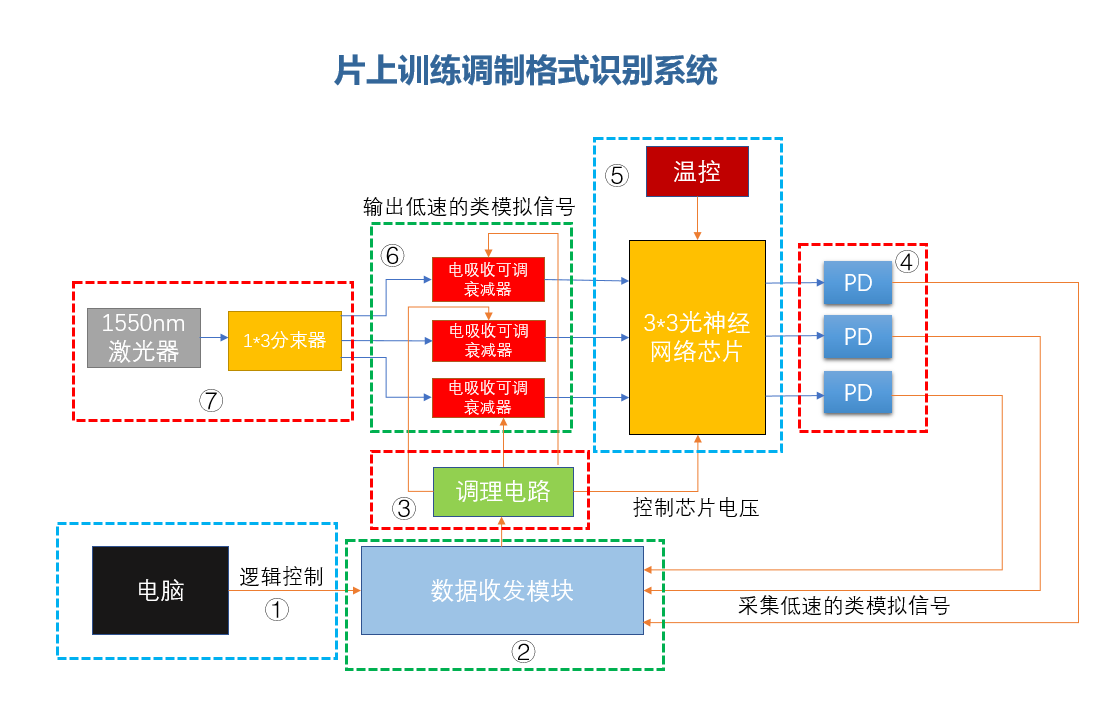 片上训练调制格式识别系统
温控
⑤
输出低速的类模拟信号
⑥
电吸收可调
衰减器
④
PD
1550nm
激光器
1*3分束器
电吸收可调
衰减器
3*3光神经
网络芯片
PD
电吸收可调
衰减器
PD
⑦
调理电路
③
控制芯片电压
电脑
逻辑控制
①
数据收发模块
采集低速的类模拟信号
②